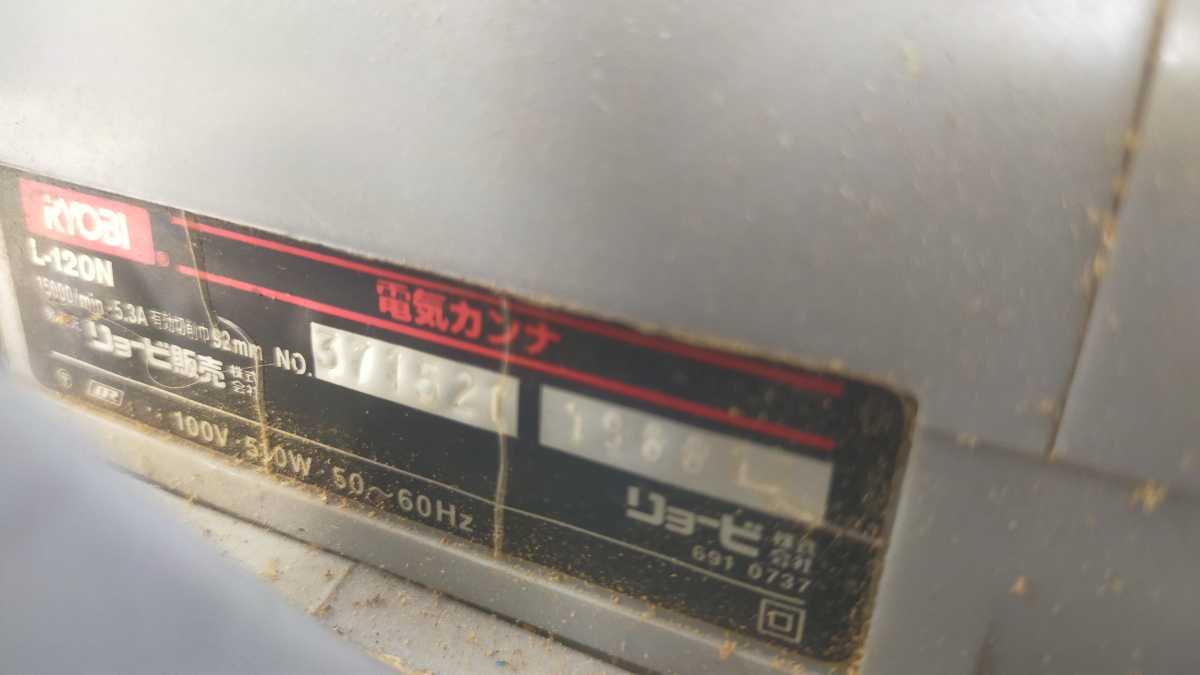 RYOBI®
電気カンナ
L-120N
15000/min 5.3A 有効切削巾92mm
リョービ販売 株式会社
NO.
100V 510W 50～60Hz
リョービ 株式会社
691 0737